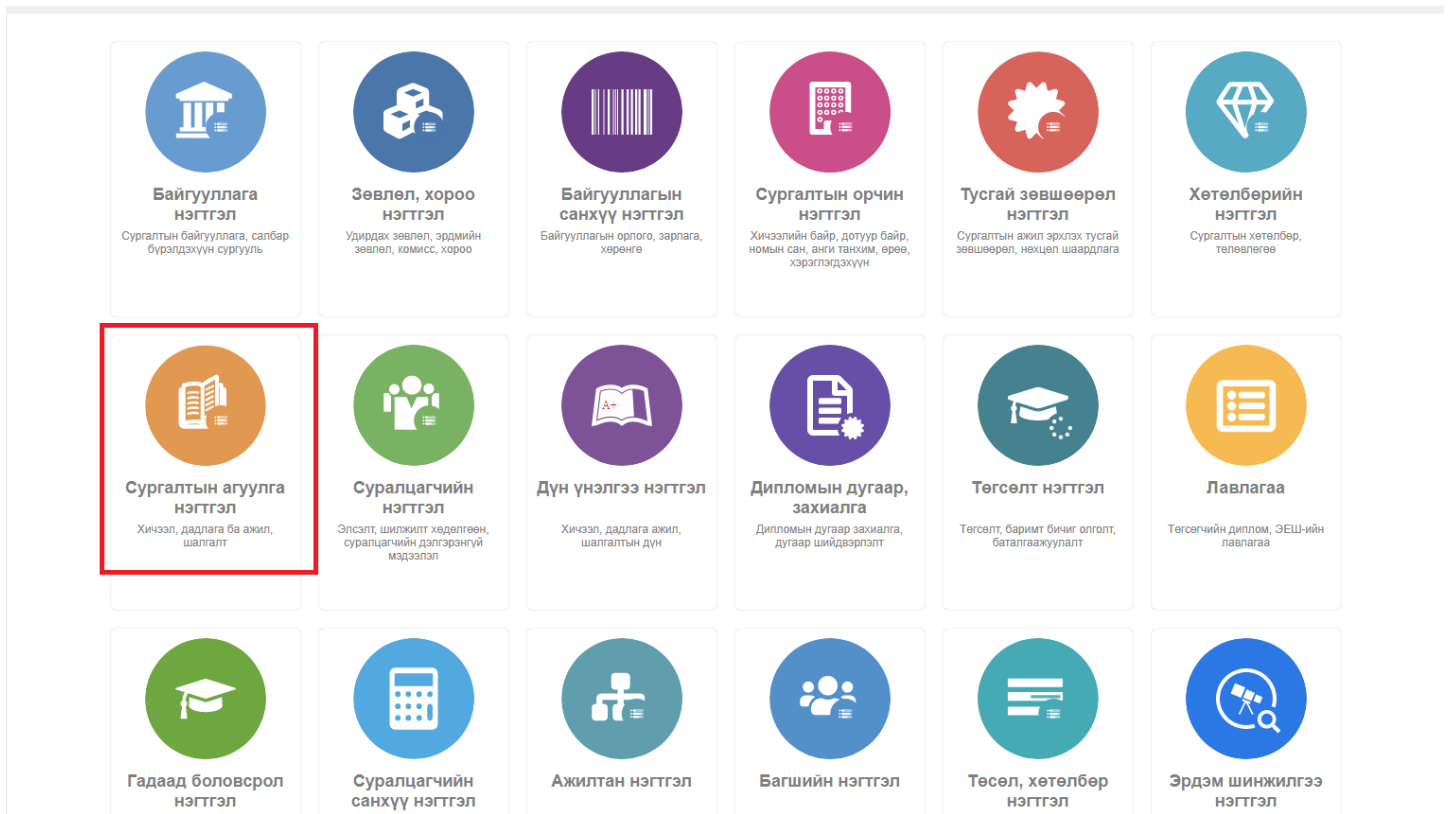 Байгууллага
нэгтгэл
Сургалтын байгууллага, салбар
бүрэлдэхүүн сургууль
Зөвлөл, хороо
нэгтгэл
Удирдах зөвлөл, эрдмийн
зөвлөл, комисс, хороо
Байгууллагын
санхүү нэгтгэл
Байгууллагын орлого, зарлага,
хөрөнгө
Сургалтын орчин
нэгтгэл
Хичээлийн байр, дотуур байр,
номын сан, анги танхим, өрөө,
хэрэглэгдэхүүн
Тусгай зөвшөөрөл
нэгтгэл
Сургалтын ажил эрхлэх тусгай
зөвшөөрөл, нөхцөл шаардлага
Хөтөлбөрийн
нэгтгэл
Сургалтын хөтөлбөр,
төлөвлөгөө
Сургалтын агуулга
нэгтгэл
Хичээл, дадлага ба ажил,
шалгалт
Суралцагчийн
нэгтгэл
Элсэлт, шилжилт хөдөлгөөн,
суралцагчийн дэлгэрэнгүй
мэдээлэл
A+
Дүн үнэлгээ нэгтгэл
Хичээл, дадлага ажил,
шалгалтын дүн
Дипломын дугаар,
захиалга
Дипломын дугаар захиалга,
дугаар шийдвэрлэлт
Төгсөлт нэгтгэл
Төгсөлт, баримт бичиг олголт,
баталгаажуулалт
Лавлагаа
Төгсөгчийн диплом, ЭЕШ-ийн
лавлагаа
Гадаад боловсрол
нэгтгэл
Суралцагчийн
санхүү нэгтгэл
Ажилтан нэгтгэл
Багшийн нэгтгэл
Төсөл, хөтөлбөр
нэгтгэл
Эрдэм шинжилгээ
нэгтгэл